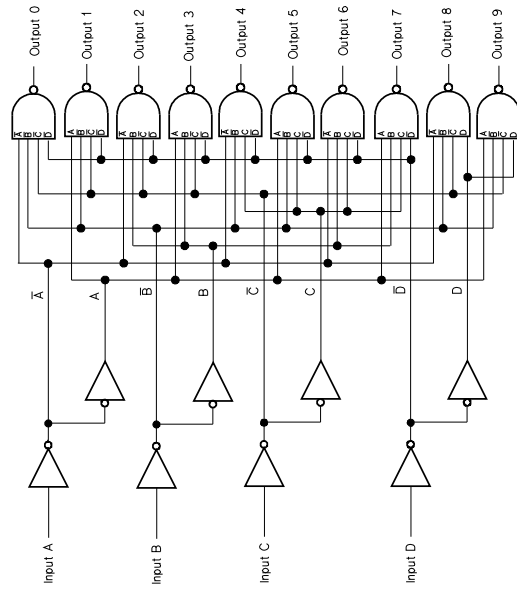 Output 0
Output 1
Output 2
Output 3
Output 4
Output 5
Output 6
Output 7
Output 8
Output 9
A̅ B̅ C̅ D̅
A B̅ C̅ D̅
A̅ B C̅ D̅
A B C̅ D̅
A̅ B̅ C D̅
A B̅ C D̅
A̅ B C D̅
A B C D̅
A̅ B̅ C̅ D
A B̅ C̅ D
A̅
A
B̅
B
C̅
C
D̅
D
Input A
Input B
Input C
Input D